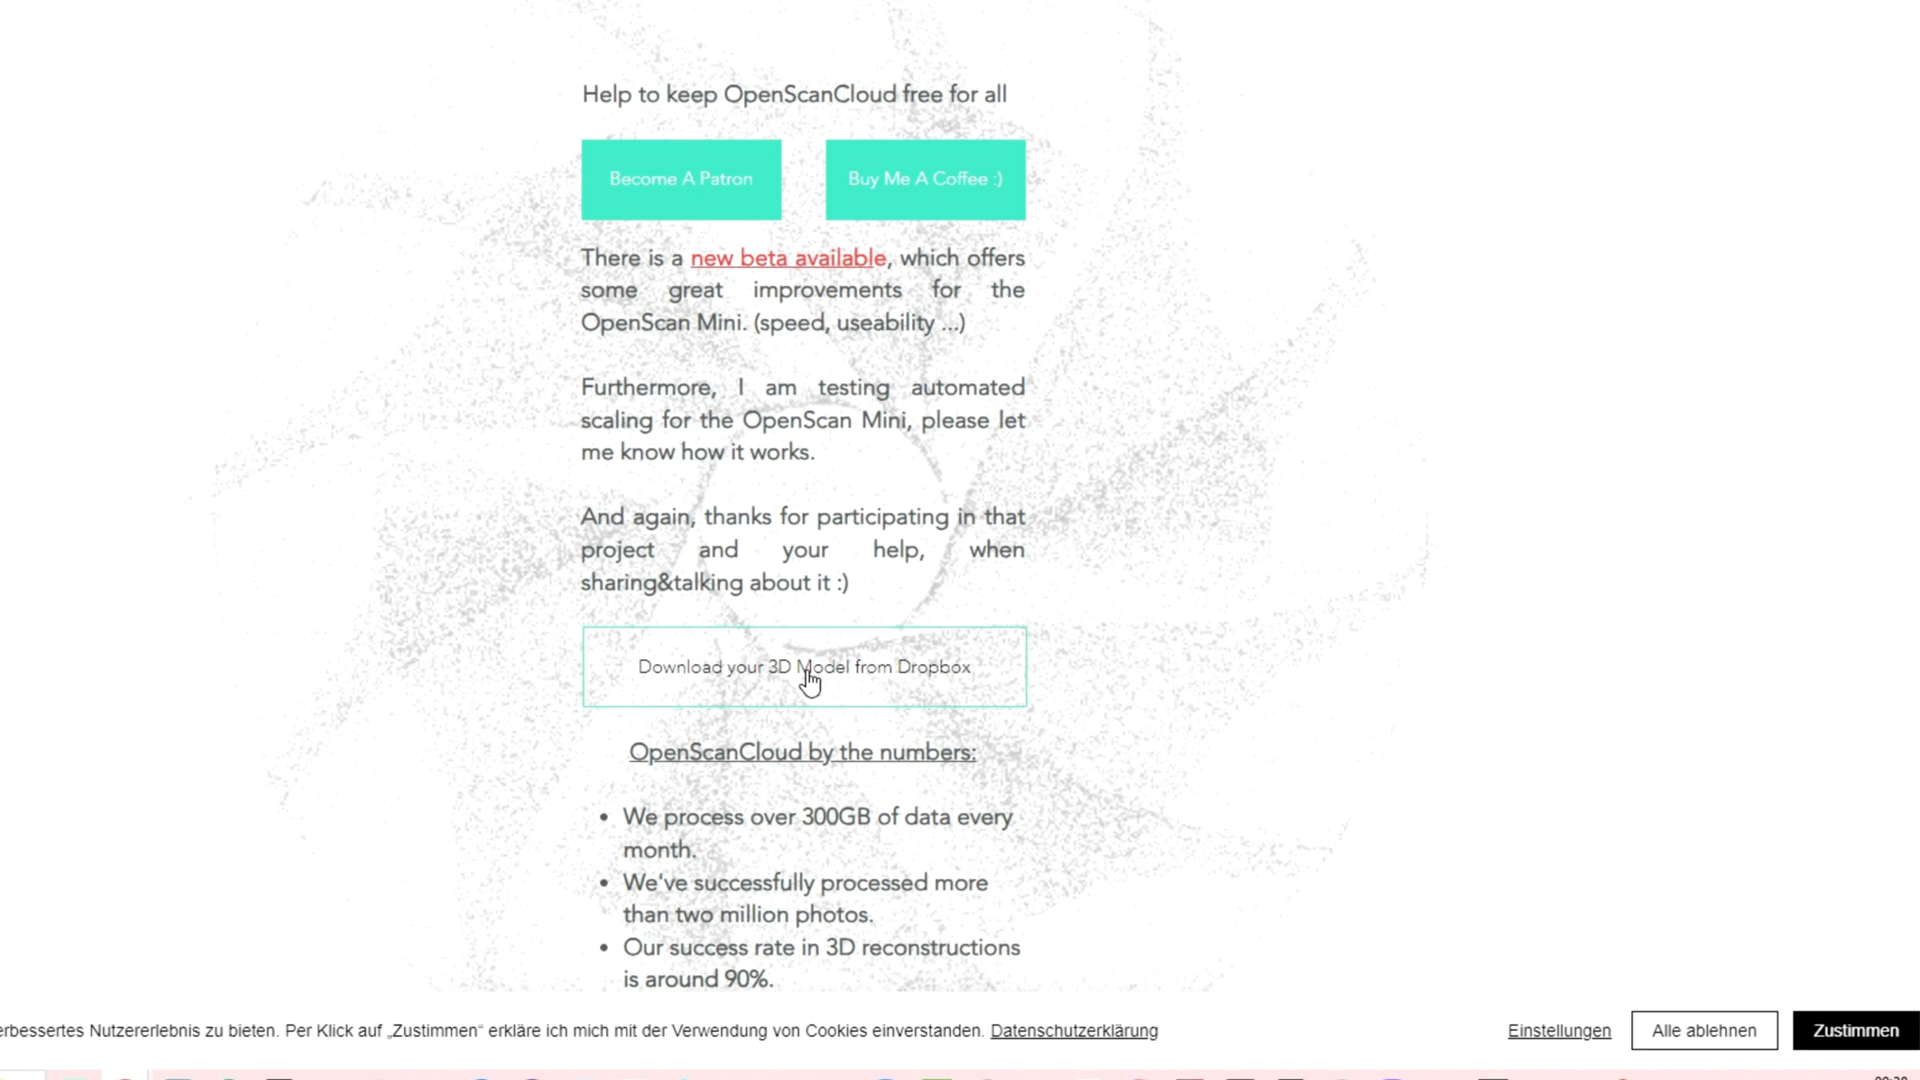 Help to keep OpenScanCloud free for all
Become A Patron
Buy Me A Coffee :)
There is a new beta available, which offers
some great improvements for the
OpenScan Mini. (speed, useability ...)
Furthermore, I am testing automated
scaling for the OpenScan Mini, please let
me know how it works.
And again, thanks for participating in that
project and your help, when
sharing&talking about it :)
Download your 3D Model from Dropbox
OpenScanCloud by the numbers:
• We process over 300GB of data every
month.
• We've successfully processed more
than two million photos.
• Our success rate in 3D reconstructions
is around 90%.
erbessertes Nutzererlebnis zu bieten. Per Klick auf „Zustimmen“ erkläre ich mich mit der Verwendung von Cookies einverstanden. Datenschutzerklärung
Einstellungen
Alle ablehnen
Zustimmen